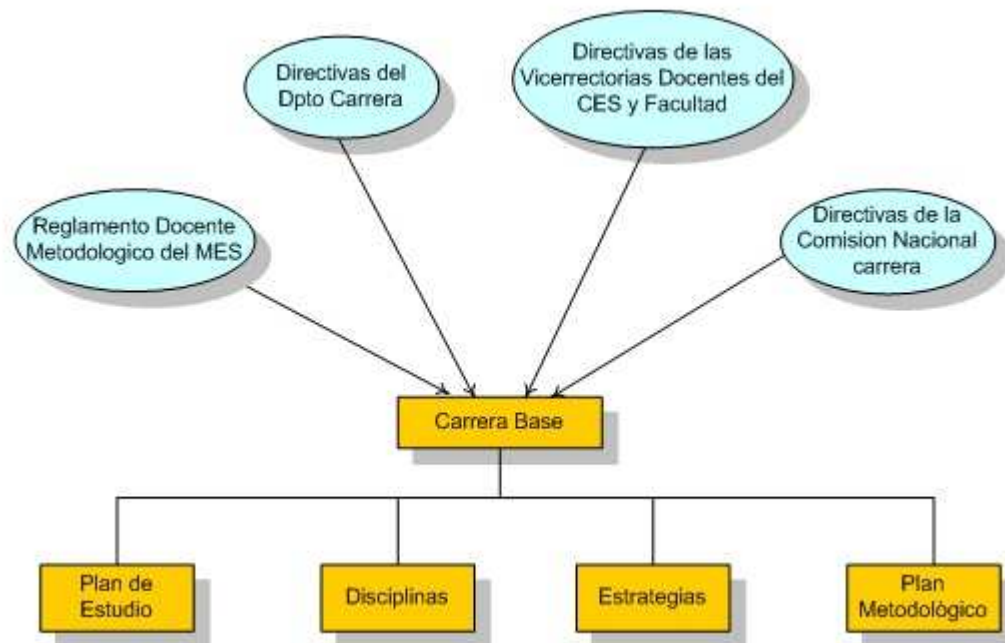 Directivas del
Dpto Carrera
Directivas de las
Vicerrectorias Docentes del
CES y Facultad
Reglamento Docente
Metodologico del MES
Directivas de la
Comision Nacional
carrera
Carrera Base
Plan de
Estudio
Disciplinas
Estrategias
Plan
Metodològico